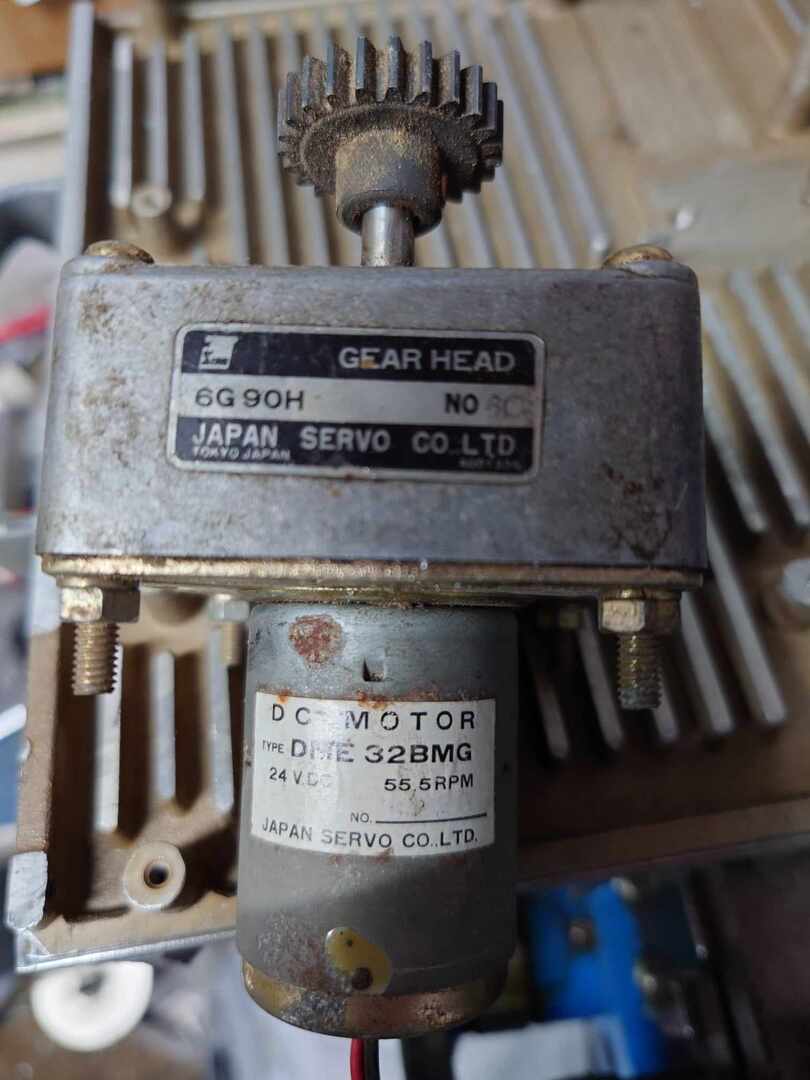 GEAR HEAD
6G 90H NO
JAPAN SERVO CO.,LTD
TOKYO JAPAN
DC MOTOR
TYPE DME 32BMG
24 V.DC 55.5RPM
NO.
JAPAN SERVO CO.,LTD.